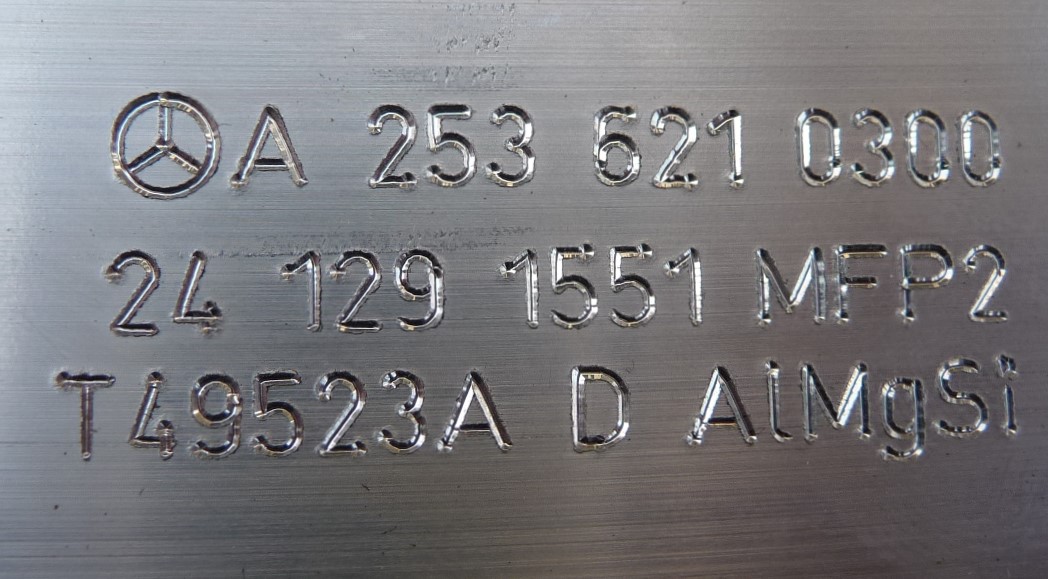 A 253 621 0300
24 129 1551 MFP2
T49523A D AlMgSi